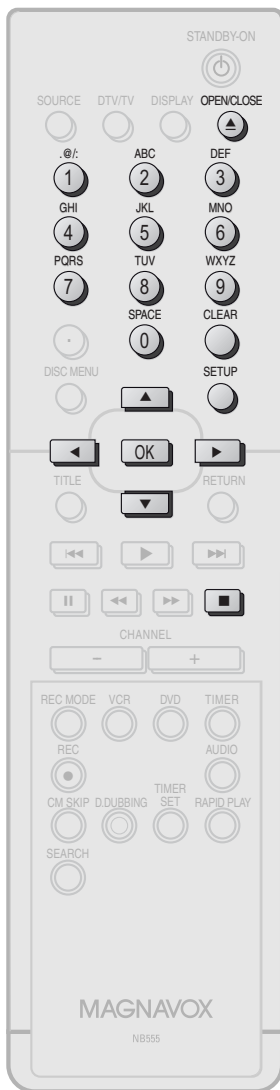 STANDBY-ON
SOURCE DTV/TV DISPLAY OPEN/CLOSE
.@/: ABC DEF
1 2 3
GHI JKL MNO
4 5 6
PQRS TUV WXYZ
7 8 9
SPACE CLEAR
0
DISC MENU SETUP
OK
TITLE RETURN
CHANNEL
− +
REC MODE VCR DVD TIMER
REC AUDIO
CM SKIP D.DUBBING TIMER SET RAPID PLAY
SEARCH
MAGNAVOX
NB555